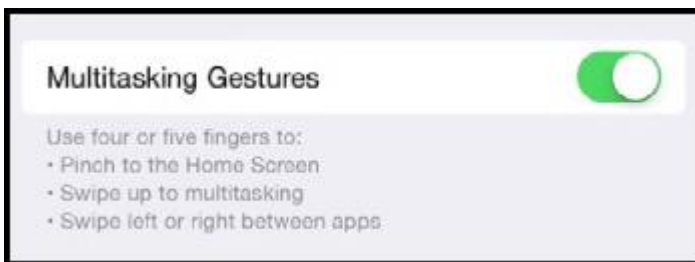 Multitasking Gestures
Use four or five fingers to:
• Pinch to the Home Screen
• Swipe up to multitasking
• Swipe left or right between apps